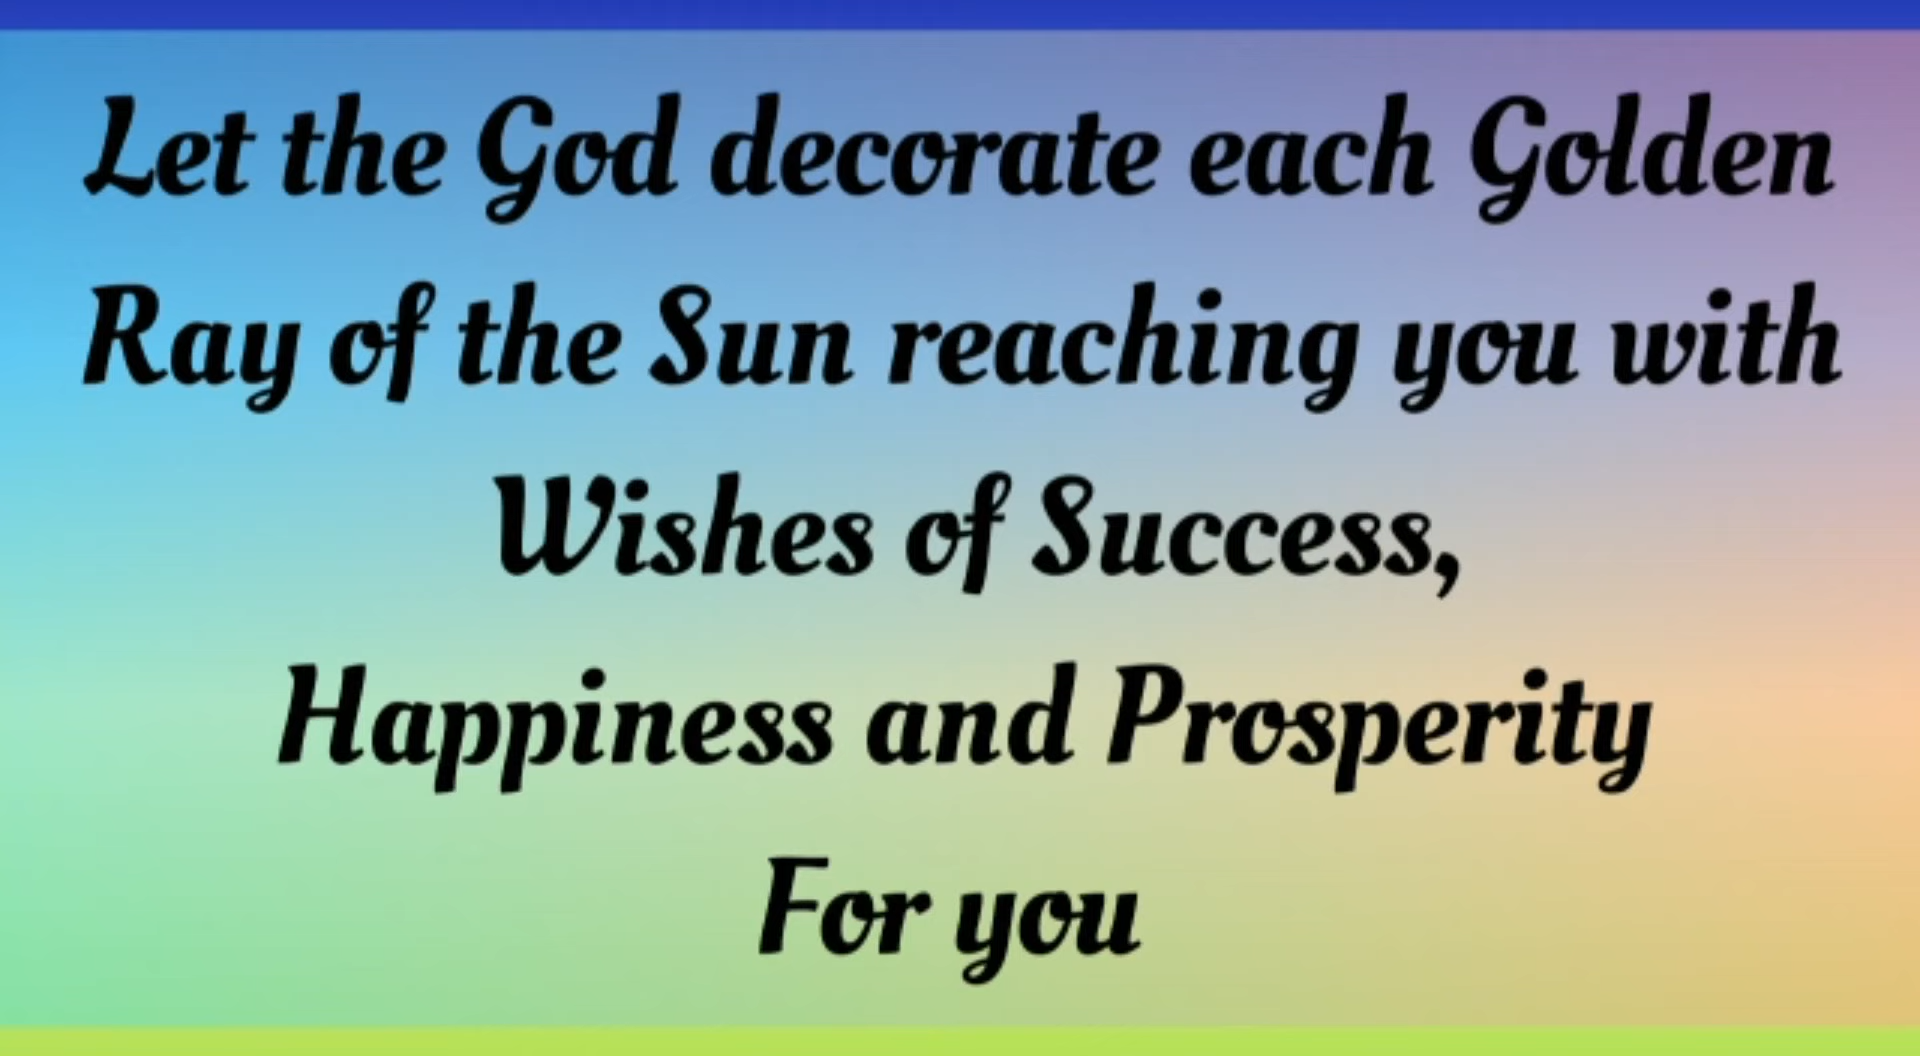 Let the God decorate each Golden
Ray of the Sun reaching you with
Wishes of Success,
Happiness and Prosperity
For you